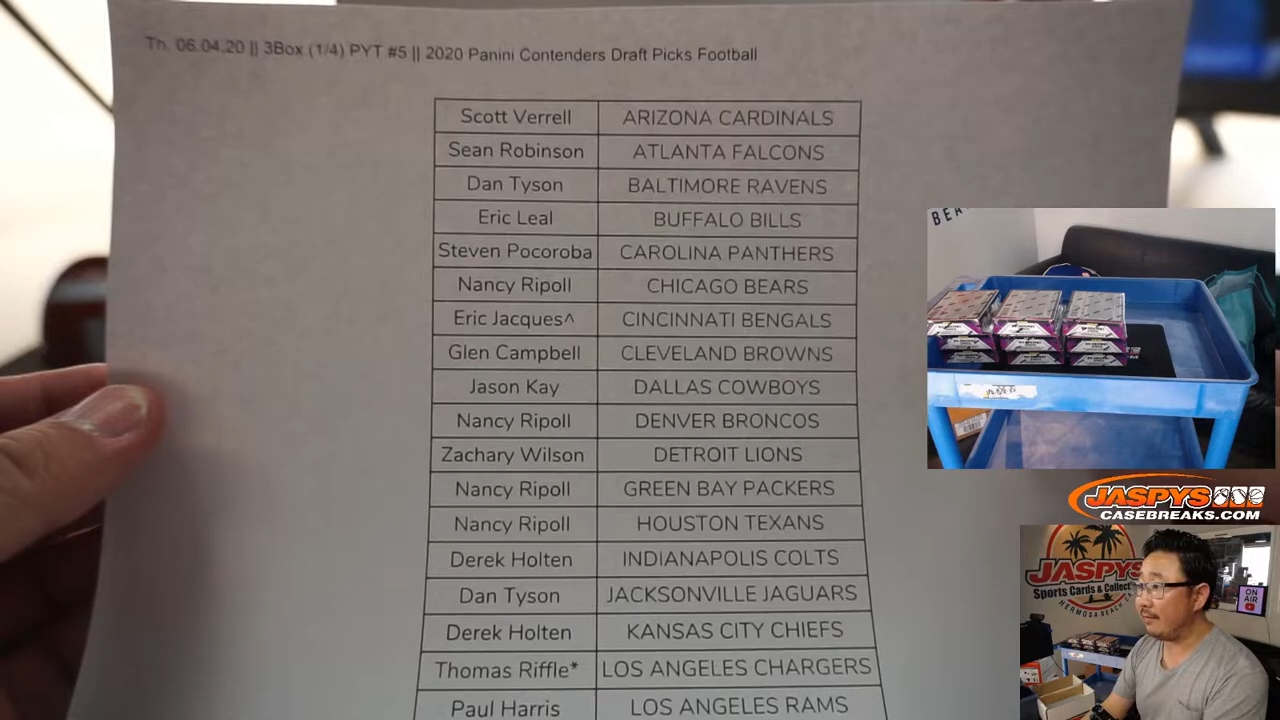 Th. 06.04.20 || 3Box (1/4) PYT #5 || 2020 Panini Contenders Draft Picks Football
Scott Verrell ARIZONA CARDINALS
Sean Robinson ATLANTA FALCONS
Dan Tyson BALTIMORE RAVENS
Eric Leal BUFFALO BILLS
Steven Pocoroba CAROLINA PANTHERS
Nancy Ripoll CHICAGO BEARS
Eric Jacques^ CINCINNATI BENGALS
Glen Campbell CLEVELAND BROWNS
Jason Kay DALLAS COWBOYS
Nancy Ripoll DENVER BRONCOS
Zachary Wilson DETROIT LIONS
Nancy Ripoll GREEN BAY PACKERS
Nancy Ripoll HOUSTON TEXANS
Derek Holten INDIANAPOLIS COLTS
Dan Tyson JACKSONVILLE JAGUARS
Derek Holten KANSAS CITY CHIEFS
Thomas Riffle* LOS ANGELES CHARGERS
Paul Harris LOS ANGELES RAMS
JASPYS
CASEBREAKS.COM
JASPYS
Sports Cards & Collect
HERMOSA BEACH
ON
AIR